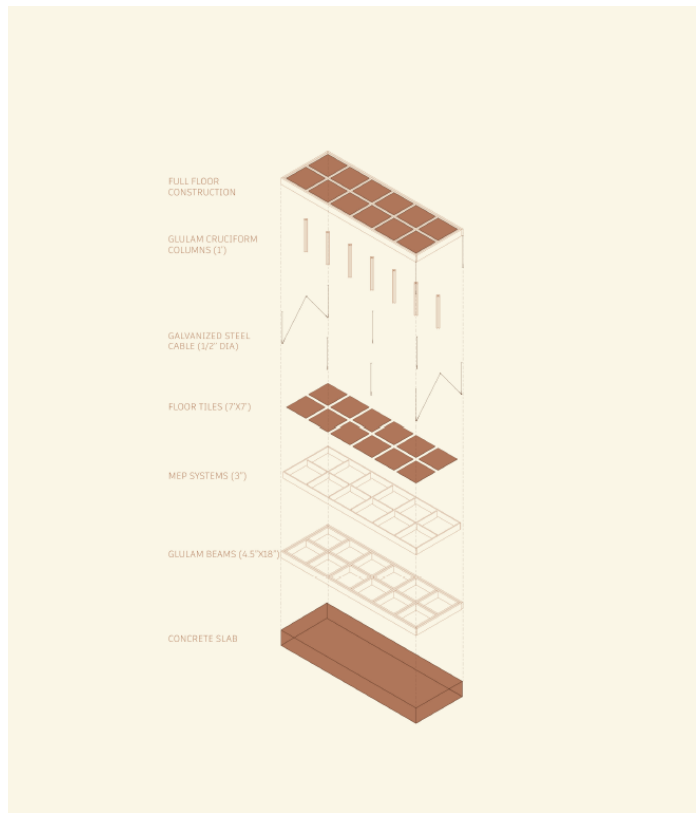 FULL FLOOR
CONSTRUCTION
GLULAM CRUCIFORM
COLUMNS (1')
GALVANIZED STEEL
CABLE (1/2" DIA)
FLOOR TILES (7'X7')
MEP SYSTEMS (3")
GLULAM BEAMS (4.5"X18")
CONCRETE SLAB